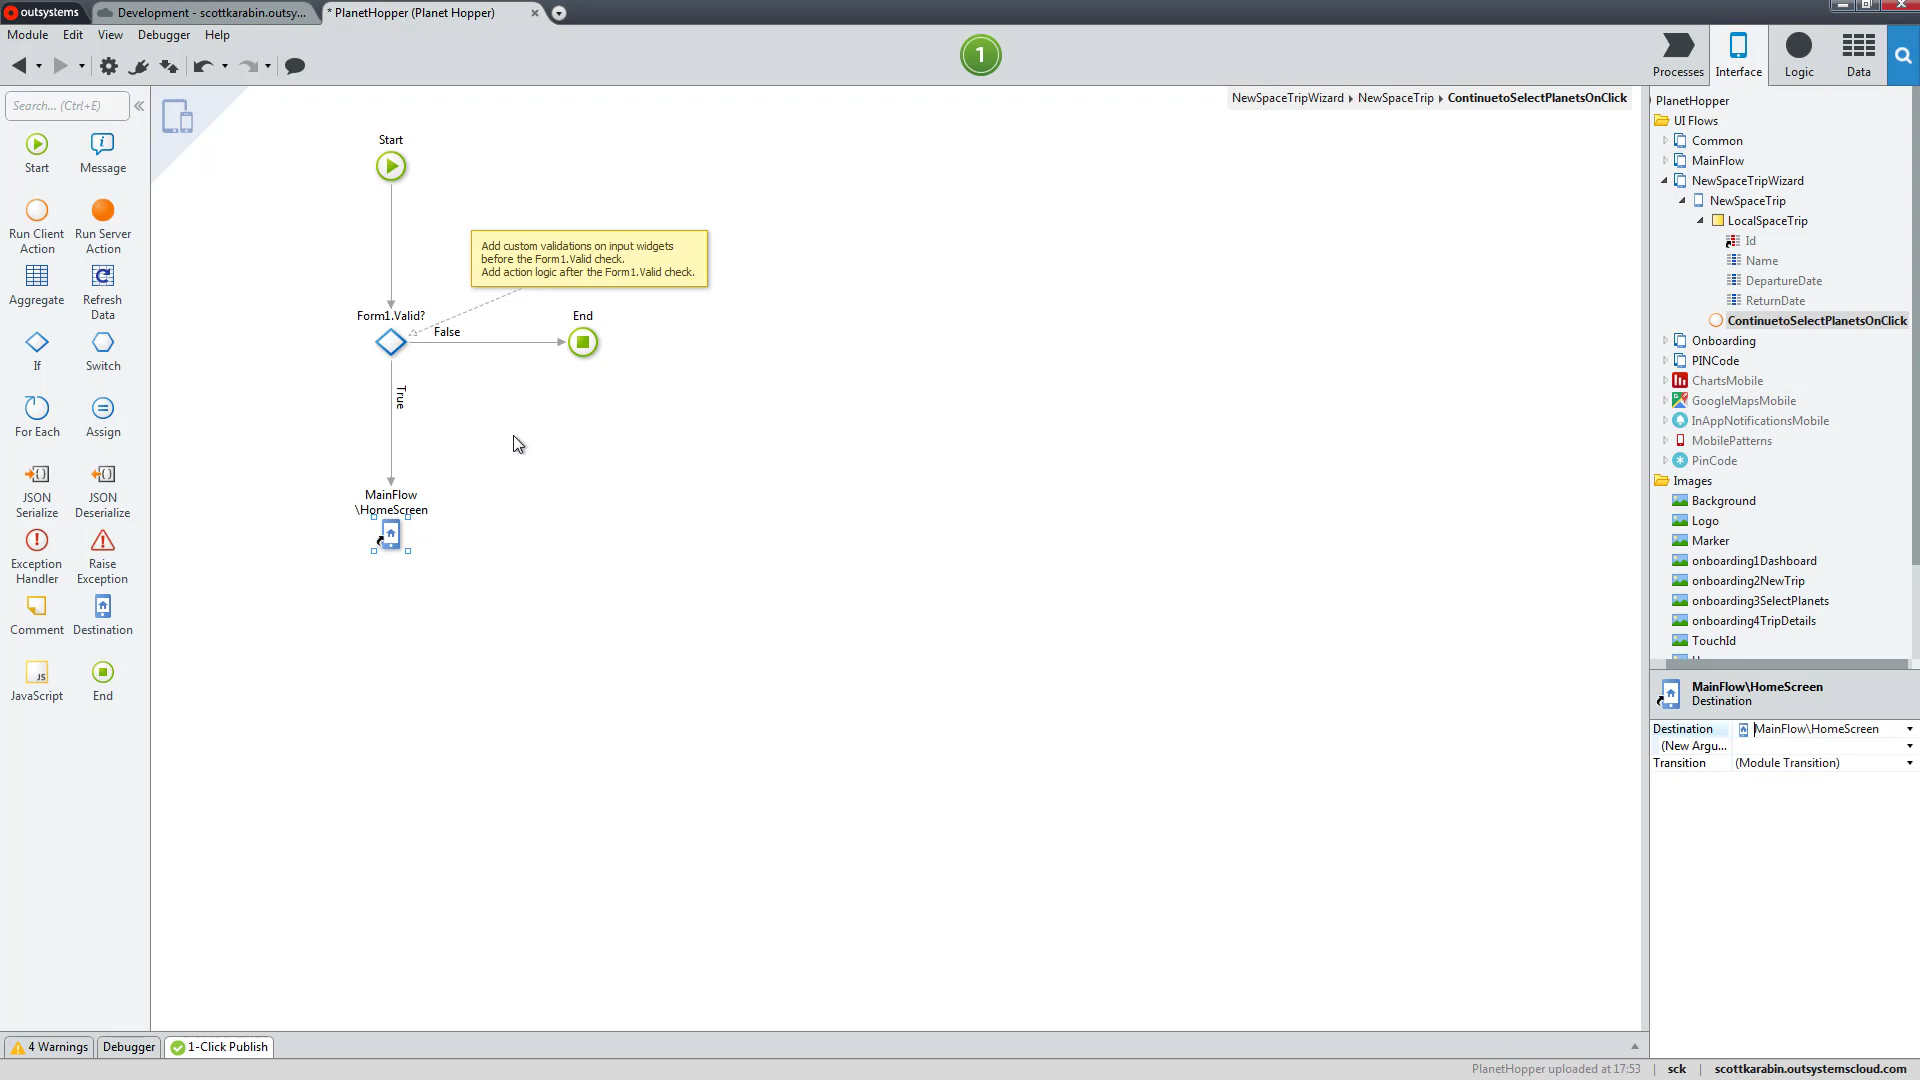 outsystems
Development - scottkarabin.outsy...
* PlanetHopper (Planet Hopper)
Module
Edit
View
Debugger
Help
1
Processes
Interface
Logic
Data
Search... (Ctrl+E)
Start
Message
Run Client
Action
Run Server
Action
Aggregate
Refresh
Data
If
Switch
For Each
Assign
JSON
Serialize
JSON
Deserialize
Exception
Handler
Raise
Exception
Comment
Destination
JS
JavaScript
End
NewSpaceTripWizard
NewSpaceTrip
ContinuetoSelectPlanetsOnClick
Start
Add custom validations on input widgets
before the Form1.Valid check.
Add action logic after the Form1.Valid check.
Form1.Valid?
False
End
True
MainFlow
\HomeScreen
PlanetHopper
UI Flows
Common
MainFlow
NewSpaceTripWizard
NewSpaceTrip
LocalSpaceTrip
Id
Name
DepartureDate
ReturnDate
ContinuetoSelectPlanetsOnClick
Onboarding
PINCode
ChartsMobile
GoogleMapsMobile
InAppNotificationsMobile
MobilePatterns
PinCode
Images
Background
Logo
Marker
onboarding1Dashboard
onboarding2NewTrip
onboarding3SelectPlanets
onboarding4TripDetails
TouchId
MainFlow\HomeScreen
Destination
Destination
MainFlow\HomeScreen
(New Argu...
Transition
(Module Transition)
4 Warnings
Debugger
1-Click Publish
PlanetHopper uploaded at 17:53
sck
scottkarabin.outsystemscloud.com